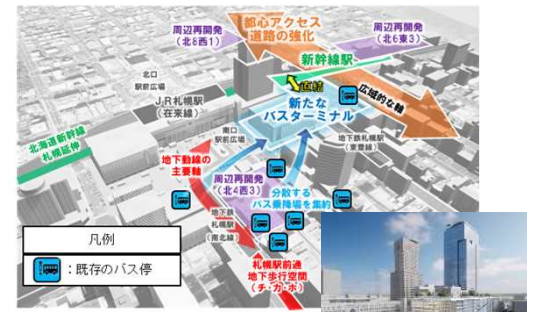 周辺再開発
(北8西1)
都心アクセス
道路の強化
周辺再開発
(北6東3)
新幹線駅
北口
駅前広場
直結
広域的な軸
JR札幌駅
(在来線)
新たな
バスターミナル
北海道新幹線
札幌延伸
南口
駅前広場
地下鉄札幌駅
(東豊線)
地下動線の
主要軸
周辺再開発
(北4西3)
分散する
バス乗降場を集約
地下鉄
札幌駅
(南北線)
凡例
:既存のバス停
札幌駅前通
地下歩行空間
(チ・カ・ホ)